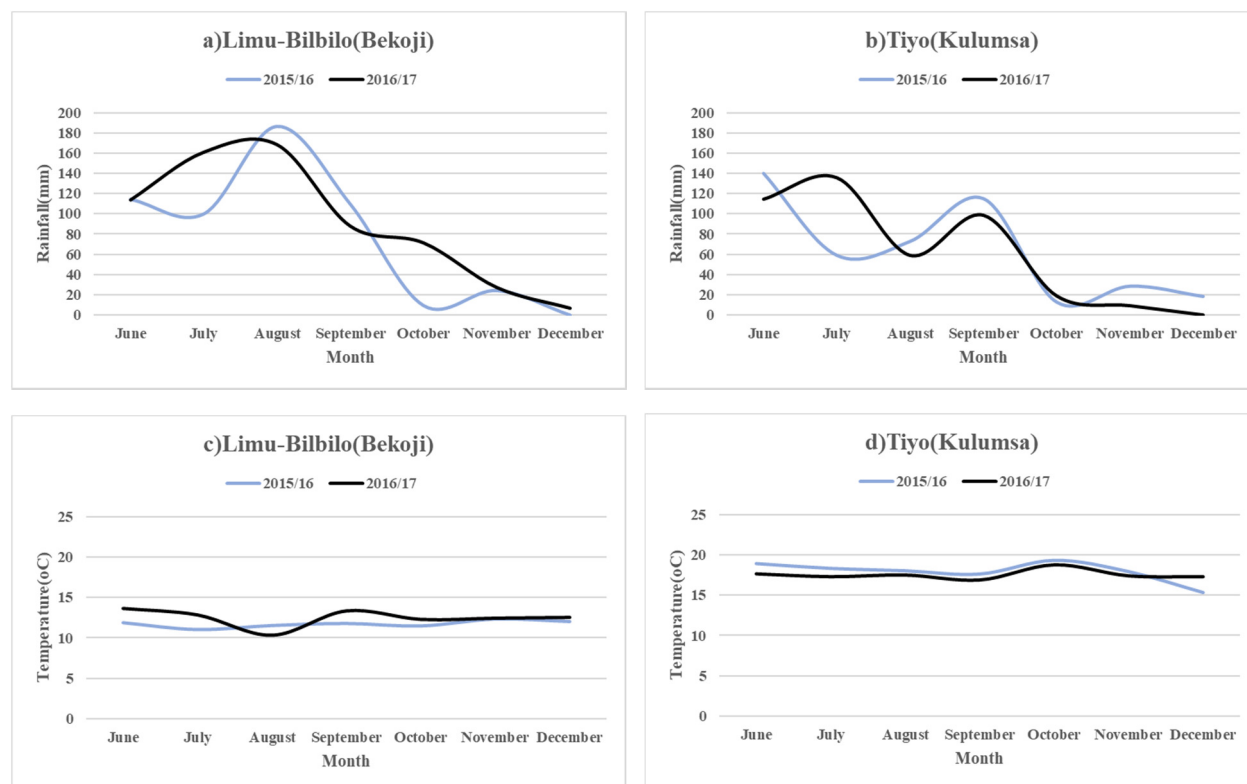 a)Limu-Bilbilo(Bekoji)
2015/16 2016/17
200
180
160
140
120
100
80
60
40
20
0
Rainfall(mm)
June July August September October November December
Month
b)Tiyo(Kulumsa)
2015/16 2016/17
200
180
160
140
120
100
80
60
40
20
0
Rainfall(mm)
June July August September October November December
Month
c)Limu-Bilbilo(Bekoji)
2015/16 2016/17
25
20
15
10
5
0
Temperature(oC)
June July August September October November December
Month
d)Tiyo(Kulumsa)
2015/16 2016/17
25
20
15
10
5
0
Temperature(oC)
June July August September October November December
Month